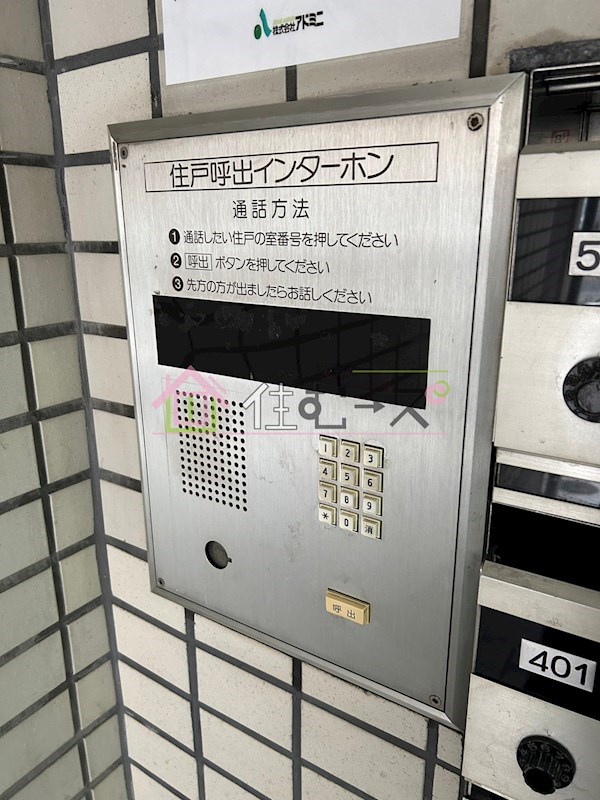 株式会社アドミニ
住戸呼出インターホン
通話方法
❶ 通話したい住戸の室番号を押してください
❷ 呼出 ボタンを押してください
❸ 先方の方が出ましたらお話しください
住む→ズ
1 2 3
4 5 6
7 8 9
* 0 消
呼出
5
401